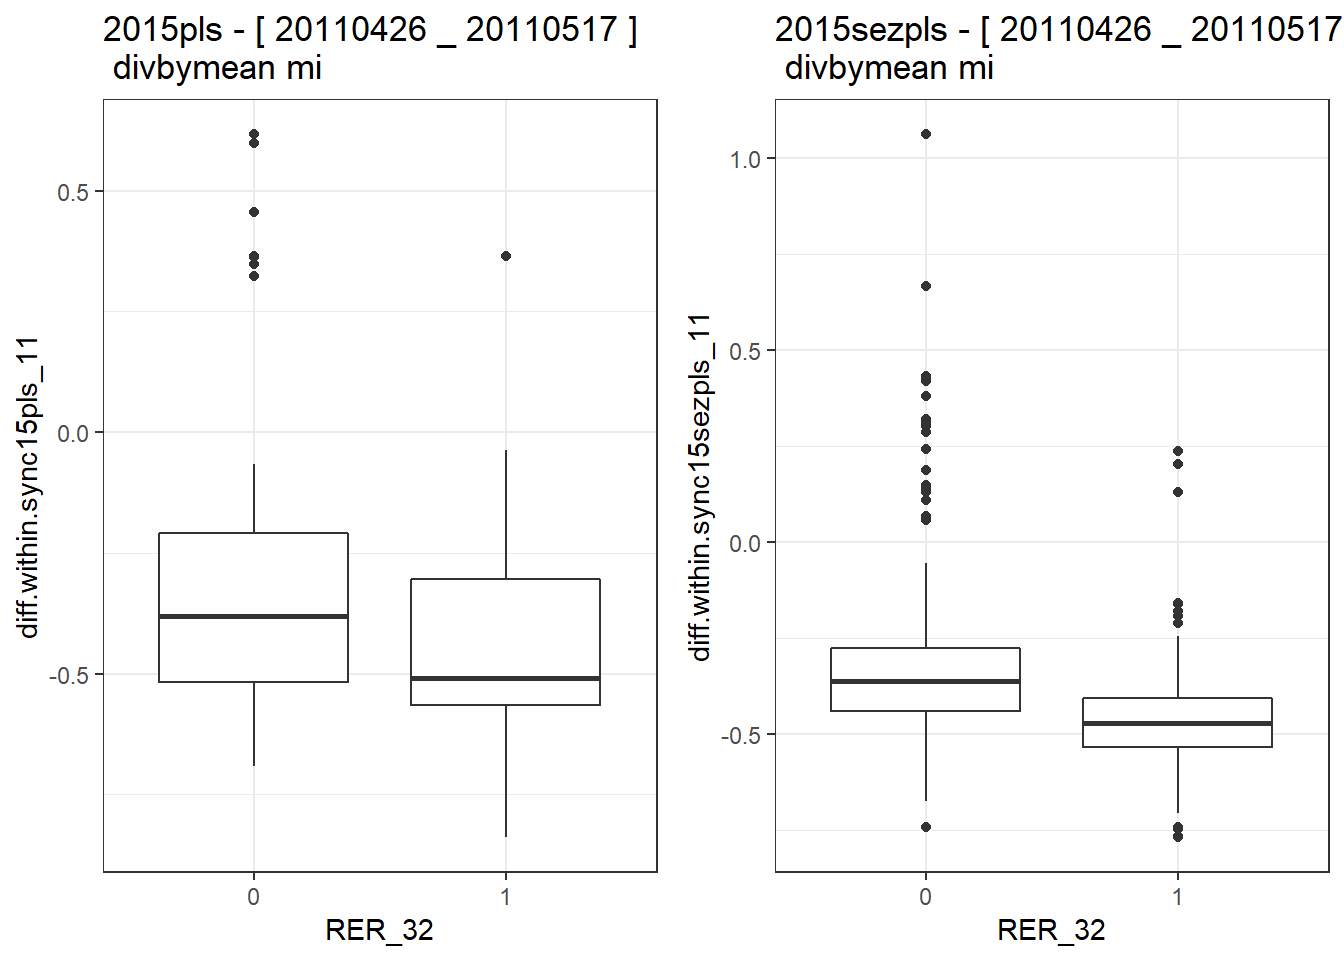 2015pls - [ 20110426 _ 20110517 ]
divbymean mi
diff.within.sync15pls_11
0.5
0.0
-0.5
0
1
RER_32
2015sezpls - [ 20110426 _ 20110517
divbymean mi
diff.within.sync15sezpls_11
1.0
0.5
0.0
-0.5
0
1
RER_32